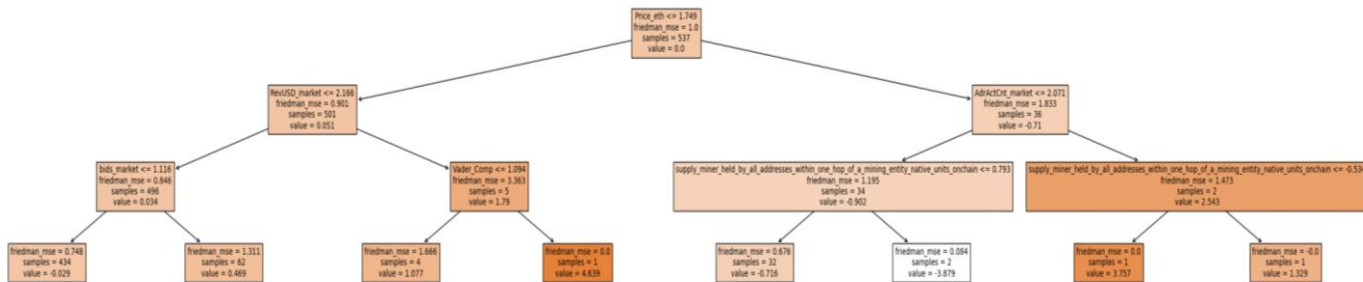 Price_eth <= 1.749
friedman_mse = 1.0
samples = 537
value = 0.0
RevUSD_market <= 2.166
friedman_mse = 0.901
samples = 501
value = 0.051
AdrActCnt_market <= 2.071
friedman_mse = 1.833
samples = 36
value = -0.71
bids_market <= 1.116
friedman_mse = 0.846
samples = 496
value = 0.034
Vader_Comp <= 1.094
friedman_mse = 3.363
samples = 5
value = 1.79
supply_miner_held_by_all_addresses_within_one_hop_of_a_mining_entity_native_units_onchain <= 0.793
friedman_mse = 1.195
samples = 34
value = -0.902
supply_miner_held_by_all_addresses_within_one_hop_of_a_mining_entity_native_units_onchain <= -0.534
friedman_mse = 1.473
samples = 2
value = 2.543
friedman_mse = 0.748
samples = 434
value = -0.029
friedman_mse = 1.311
samples = 62
value = 0.469
friedman_mse = 1.666
samples = 4
value = 1.077
friedman_mse = 0.0
samples = 1
value = 4.639
friedman_mse = 0.676
samples = 32
value = -0.716
friedman_mse = 0.084
samples = 2
value = -3.879
friedman_mse = 0.0
samples = 1
value = 3.757
friedman_mse = -0.0
samples = 1
value = 1.329